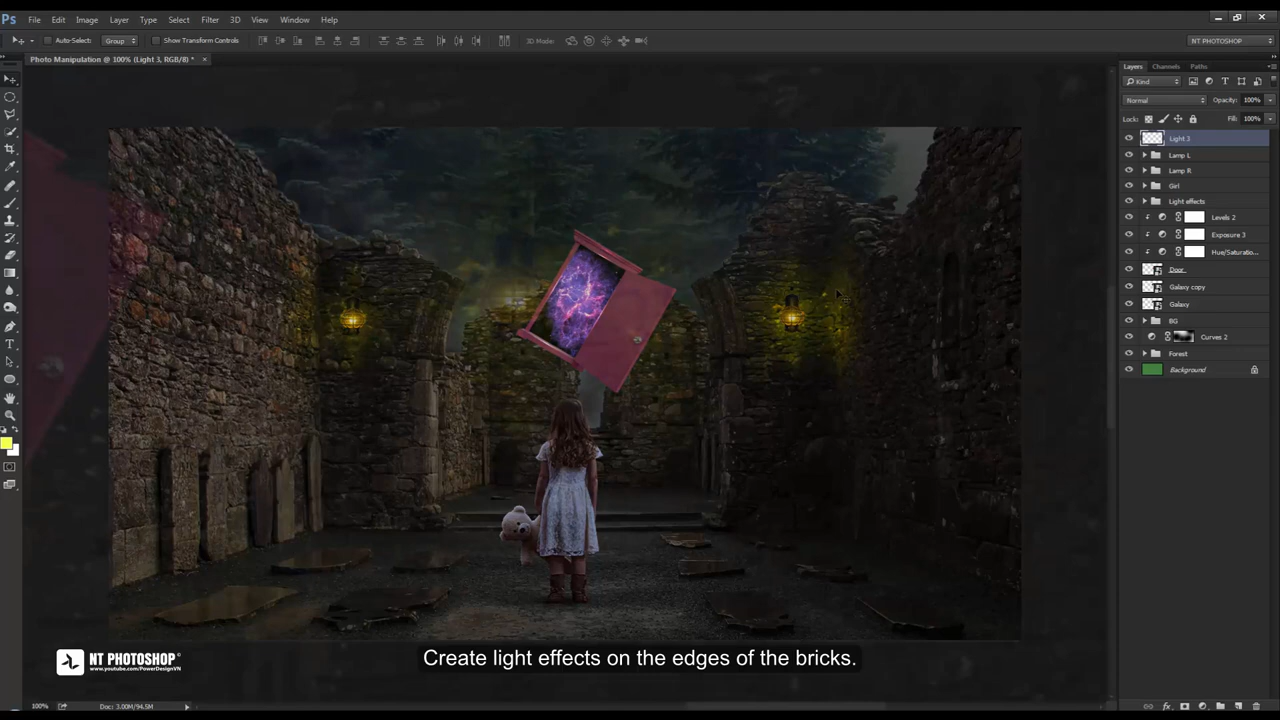 Ps File Edit Image Layer Type Select Filter 3D View Window Help
Auto-Select: Group Show Transform Controls 3D Mode: NT PHOTOSHOP
Photo Manipulation @ 100% (Light 3, RGB/8) * ×
Layers Channels Paths
Kind
Normal Opacity: 100%
Lock: Fill: 100%
Light 3
Lamp L
Lamp R
Girl
Light effects
Levels 2
Exposure 3
Hue/Saturatio...
Door
Galaxy copy
Galaxy
BG
Curves 2
Forest
Background
NT PHOTOSHOP
www.youtube.com/PowerDesignVN
Create light effects on the edges of the bricks.
100% Doc: 3.00M/94.5M